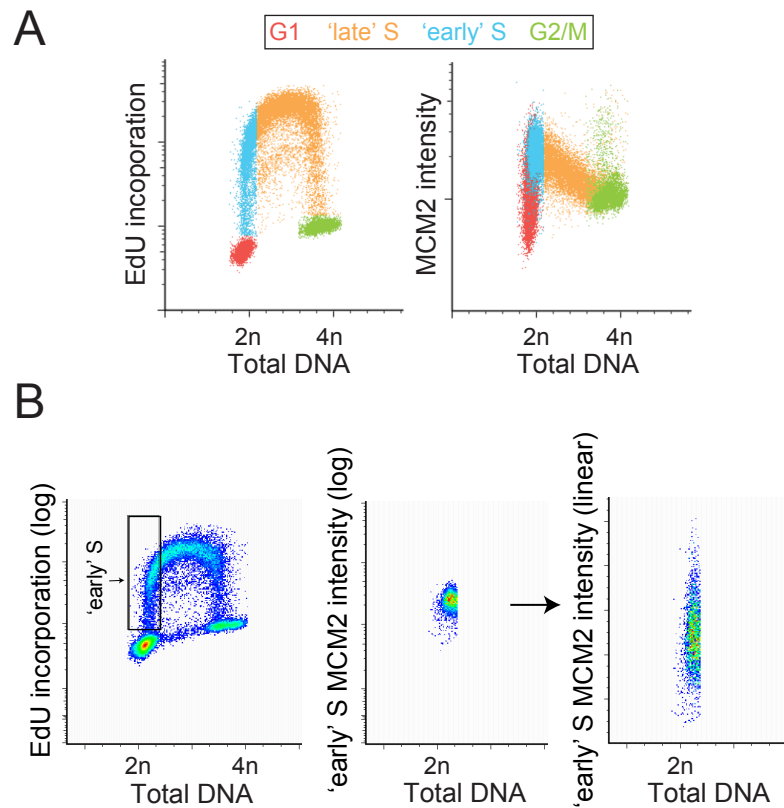 A
G1 'late' S 'early' S G2/M
EdU incoporation
2n 4n
Total DNA
MCM2 intensity
2n 4n
Total DNA
B
EdU incorporation (log)
'early' S
2n 4n
Total DNA
'early' S MCM2 intensity (log)
2n
Total DNA
'early' S MCM2 intensity (linear)
2n
Total DNA